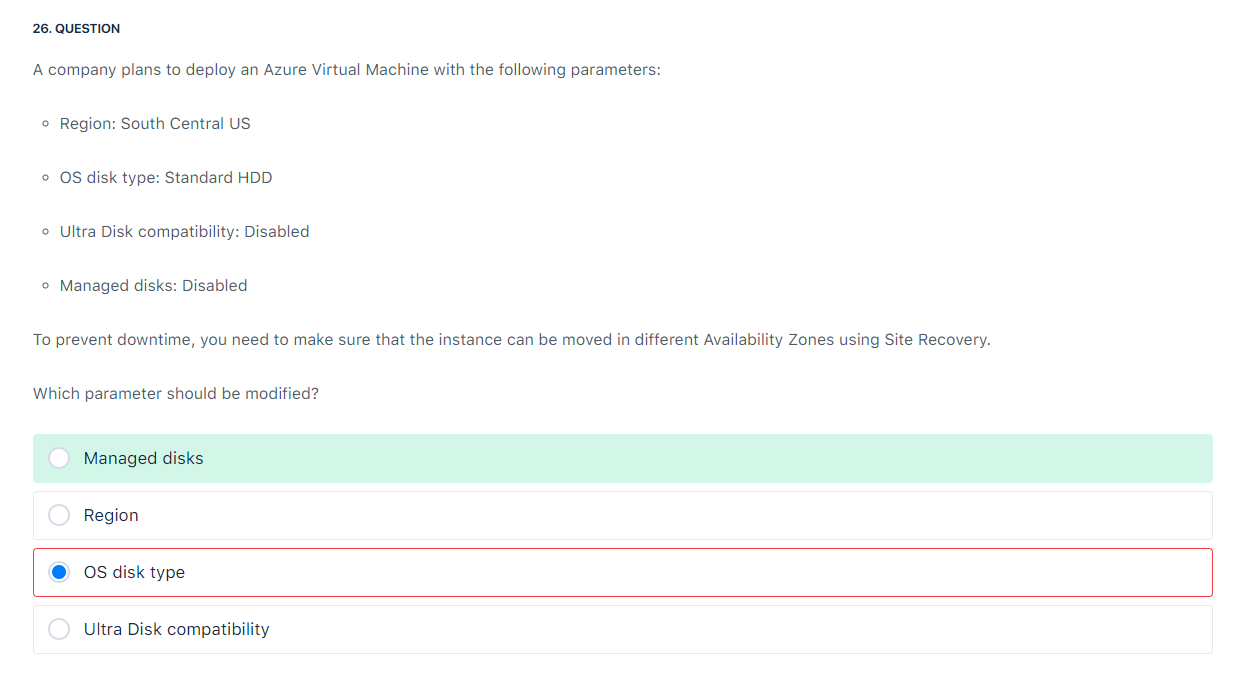 26. QUESTION
A company plans to deploy an Azure Virtual Machine with the following parameters:
Region: South Central US
OS disk type: Standard HDD
Ultra Disk compatibility: Disabled
Managed disks: Disabled
To prevent downtime, you need to make sure that the instance can be moved in different Availability Zones using Site Recovery.
Which parameter should be modified?
Managed disks
Region
OS disk type
Ultra Disk compatibility